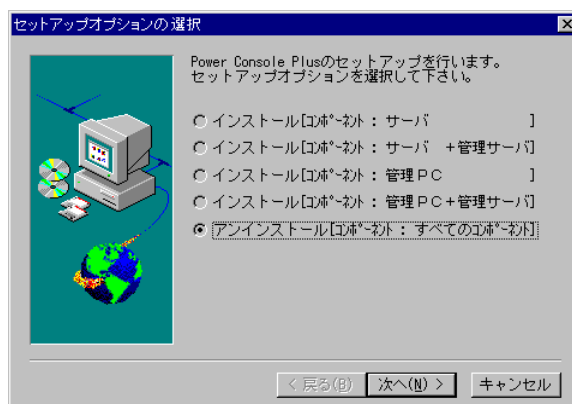 セットアップオプションの選択
Power Console Plusのセットアップを行います。
セットアップオプションを選択して下さい。
インストール[ｺﾝﾎﾟｰﾈﾝﾄ： サーバ　　　　　　]
インストール[ｺﾝﾎﾟｰﾈﾝﾄ： サーバ　＋管理サーバ]
インストール[ｺﾝﾎﾟｰﾈﾝﾄ： 管理ＰＣ　　　　　]
インストール[ｺﾝﾎﾟｰﾈﾝﾄ： 管理ＰＣ＋管理サーバ]
アンインストール[ｺﾝﾎﾟｰﾈﾝﾄ： すべてのｺﾝﾎﾟｰﾈﾝﾄ]
< 戻る(B) 次へ(N) > キャンセル